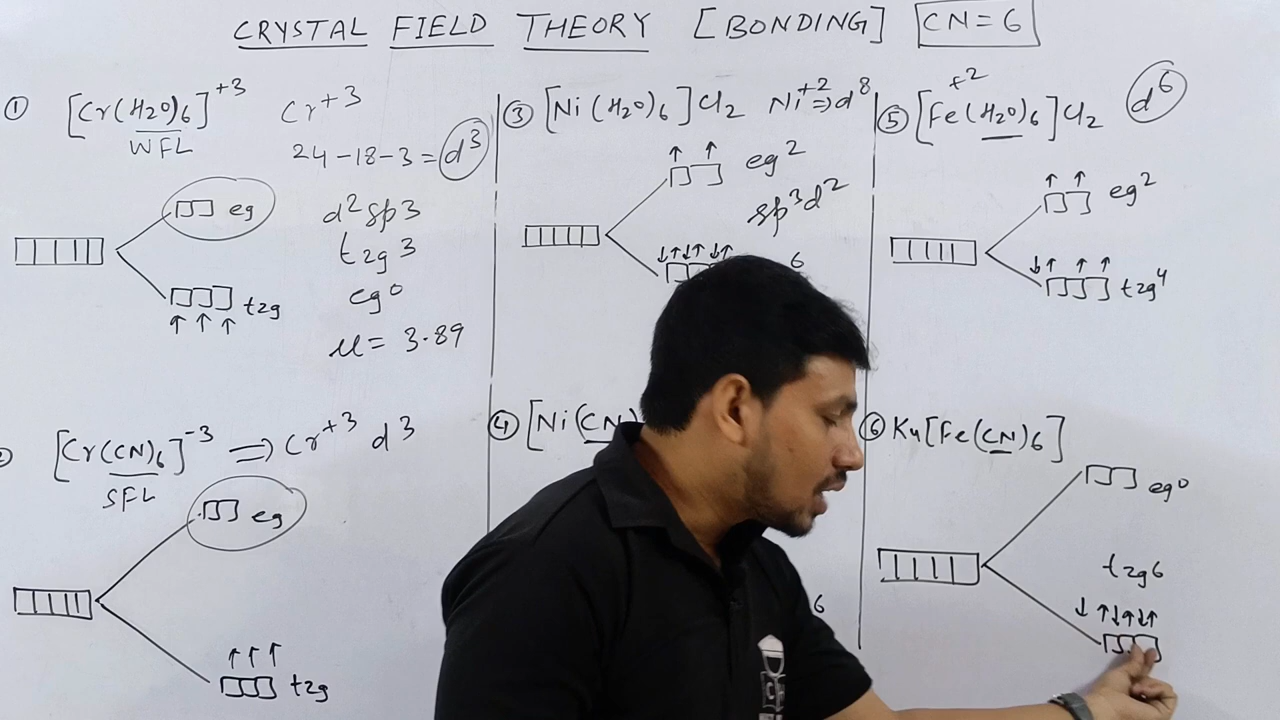 CRYSTAL FIELD THEORY [BONDING] CN=6
① [Cr(H2O)6]+3 Cr+3
WFL
24-18-3=d3
eg
d2sp3
t2g3
eg0
t2g
μ= 3.89
[Cr(CN)6]-3 ⇒ Cr+3 d3
SFL
eg
t2g
③ [Ni(H2O)6]Cl2 Ni+2⇒d8
eg2
sp3d2
6
④ [Ni(CN)
6
⑤ [Fe(H2O)6]Cl2 d6
+2
eg2
t2g4
⑥ K4[Fe(CN)6]
eg0
t2g6